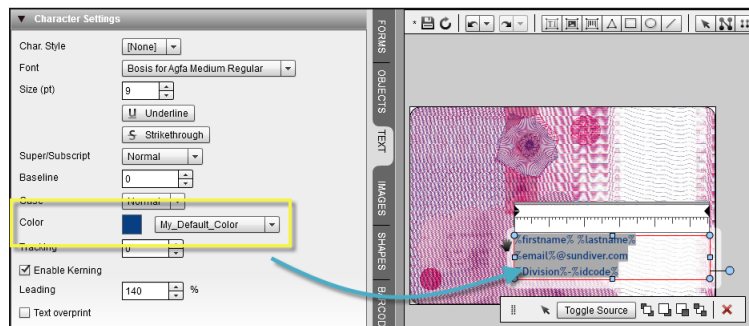 Character Settings
Char. Style
[None]
Font
Bosis for Agfa Medium Regular
Size (pt)
9
U Underline
S Strikethrough
Super/Subscript
Normal
Baseline
0
Case
Normal
Color
My_Default_Color
Tracking
0
Enable Kerning
Leading
140
%
Text overprint
FORMS
OBJECTS
TEXT
IMAGES
SHAPES
BARCOD
%firstname% %lastname%
%email%@sundiver.com
%Division%-%idcode%
Toggle Source